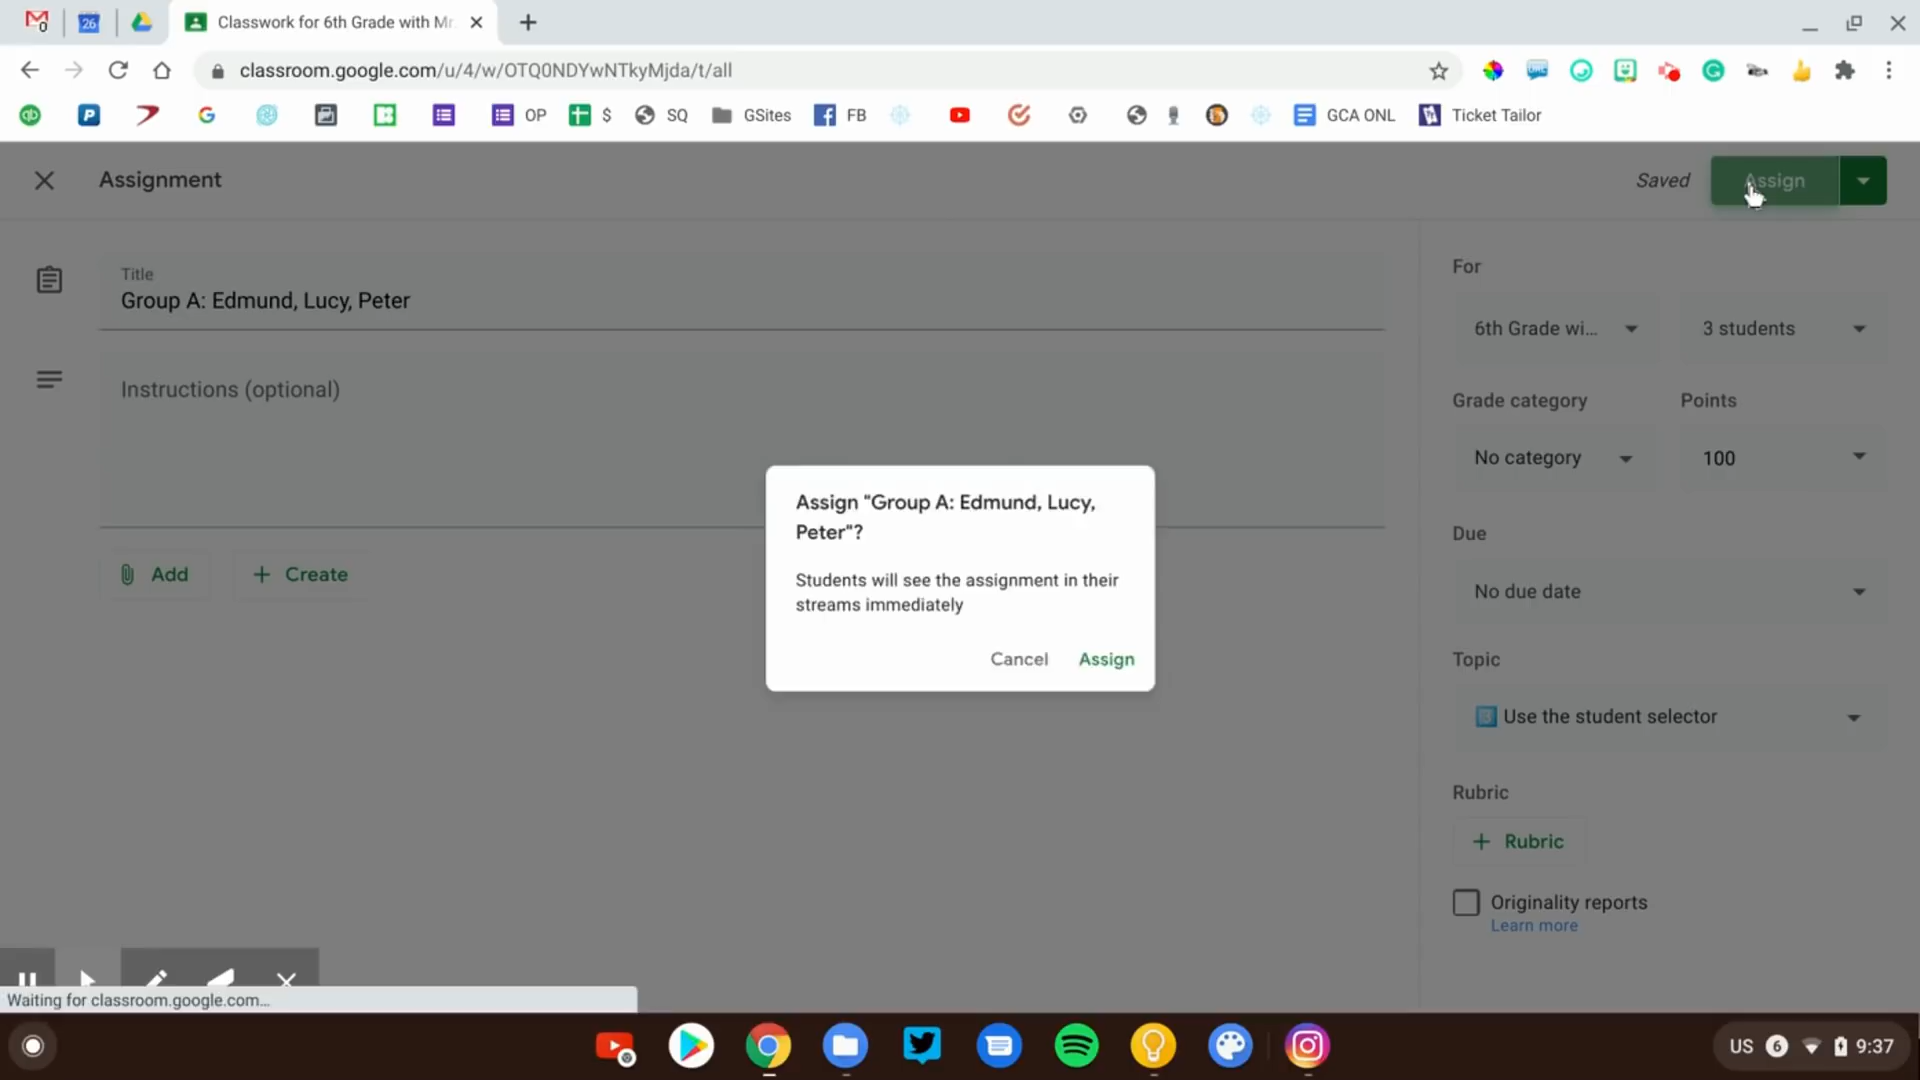 0
26
Classwork for 6th Grade with Mr
classroom.google.com/u/4/w/OTQ0NDYwNTkyMjda/t/all
OP
$
SQ
GSites
FB
GCA ONL
Ticket Tailor
Assignment
Saved
Assign
Title
Group A: Edmund, Lucy, Peter
Instructions (optional)
Add
Create
For
6th Grade wi...
3 students
Grade category
Points
No category
100
Due
No due date
Topic
3 Use the student selector
Rubric
Rubric
Originality reports
Learn more
Assign "Group A: Edmund, Lucy,
Peter"?
Students will see the assignment in their
streams immediately
Cancel
Assign
Waiting for classroom.google.com...
US
6
9:37